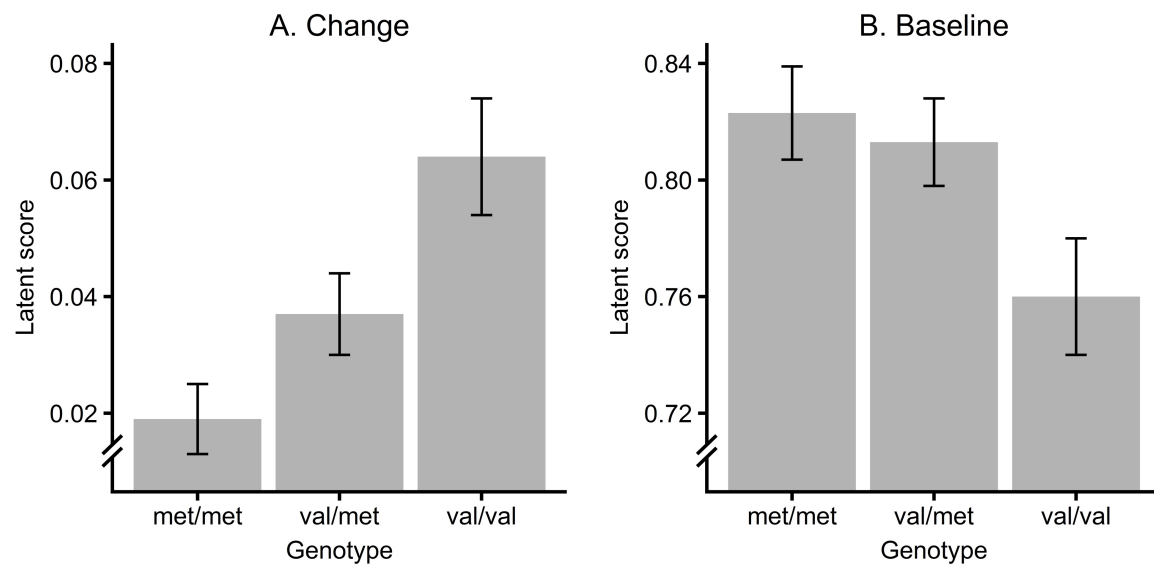 A. Change
0.08
0.06
0.04
0.02
Latent score
met/met
val/met
val/val
Genotype
B. Baseline
0.84
0.80
0.76
0.72
Latent score
met/met
val/met
val/val
Genotype